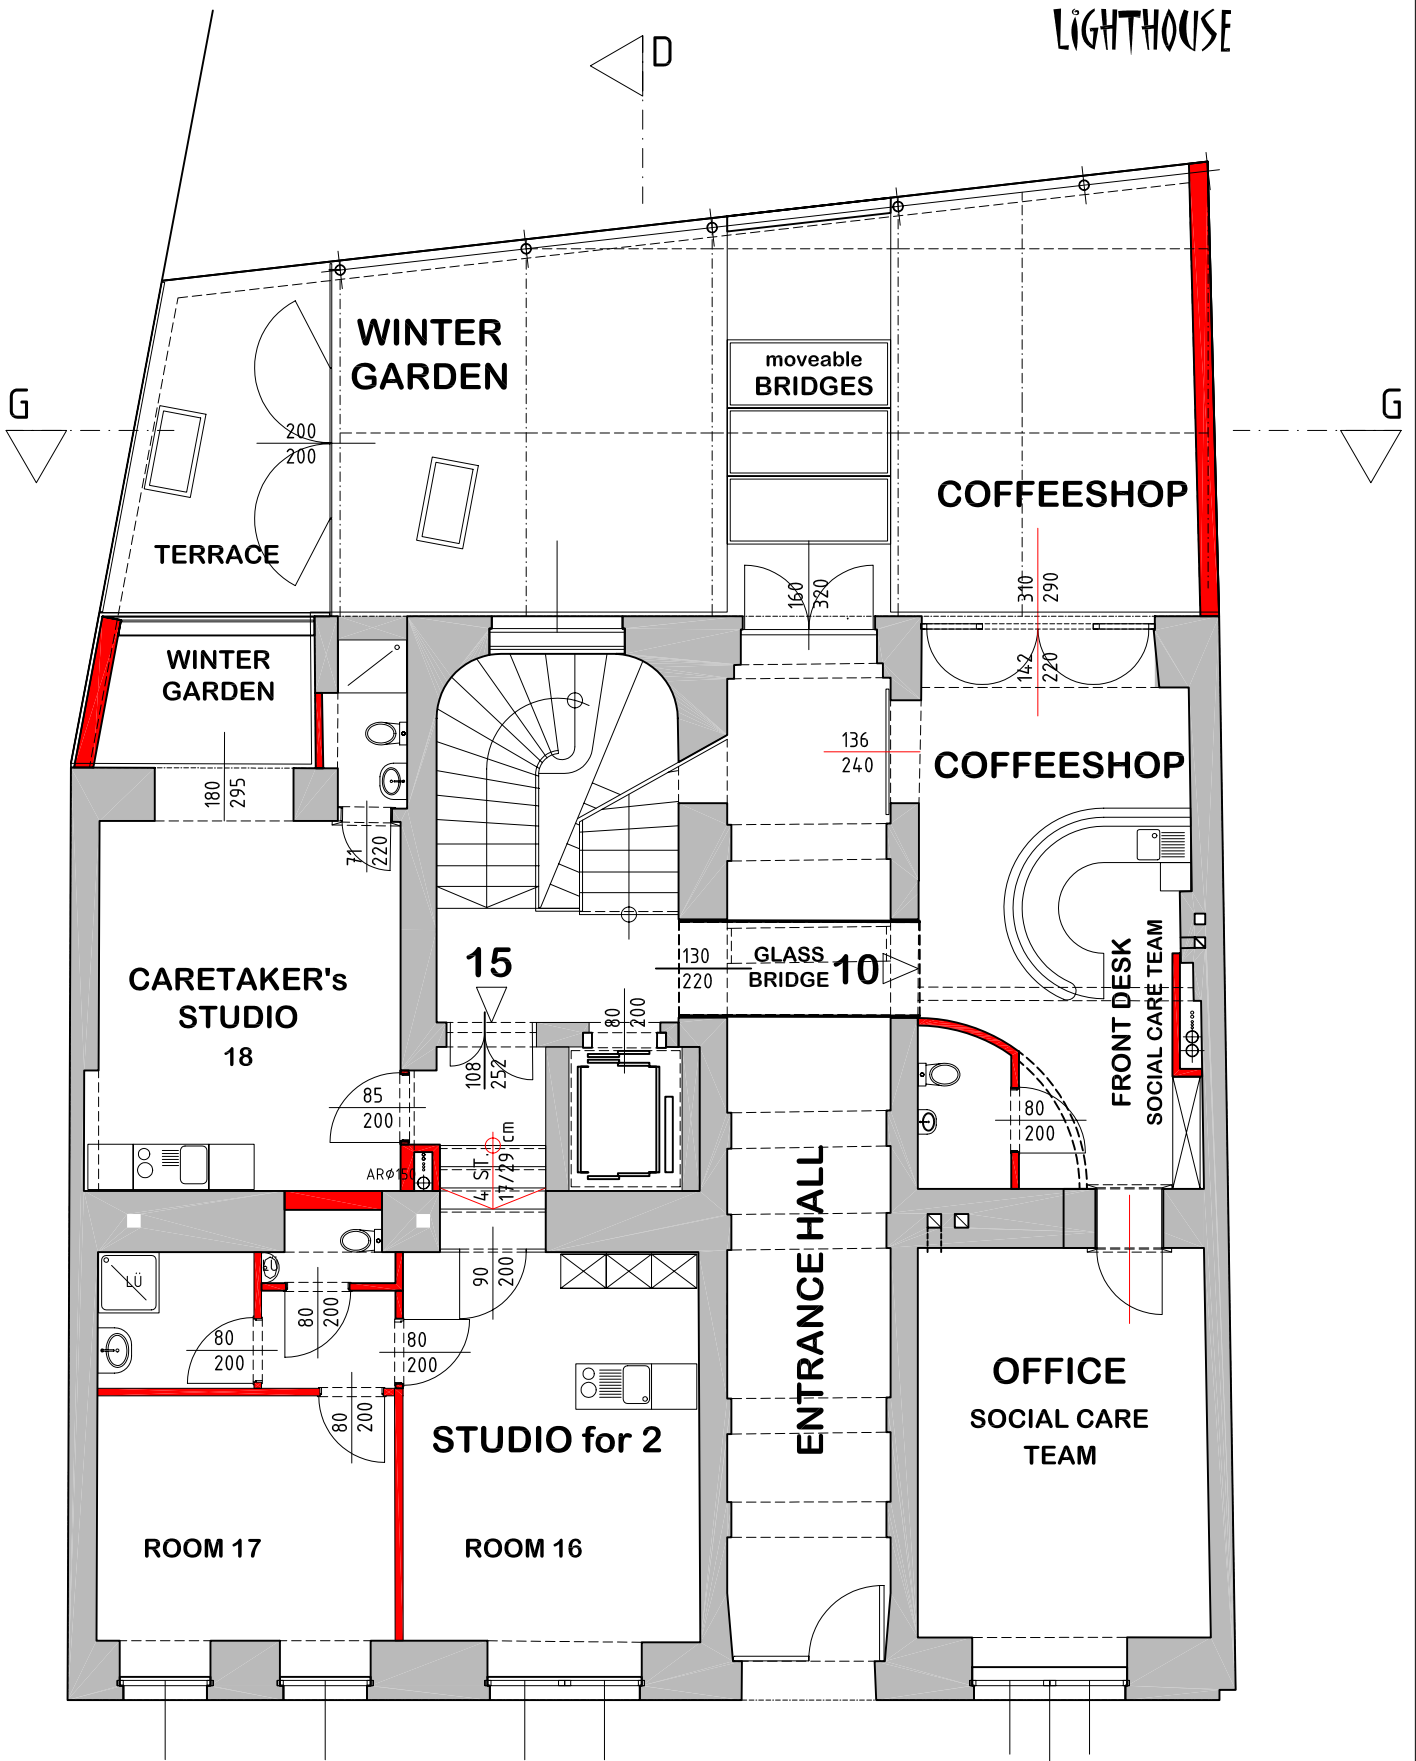 LiGHTHOUSE
D
WINTER
GARDEN
moveable
BRIDGES
G
G
200
200
COFFEESHOP
TERRACE
160
320
310
290
142
220
WINTER
GARDEN
136
240
COFFEESHOP
180
295
71
220
15
130
220
GLASS
BRIDGE
10
CARETAKER's
STUDIO
18
80
200
FRONT DESK
SOCIAL CARE TEAM
108
252
85
200
80
200
4 ST.
17/29 cm
ARØ150
ENTRANCE HALL
LÜ
LÜ
90
200
80
200
80
200
80
200
80
200
OFFICE
SOCIAL CARE
TEAM
STUDIO for 2
ROOM 17
ROOM 16